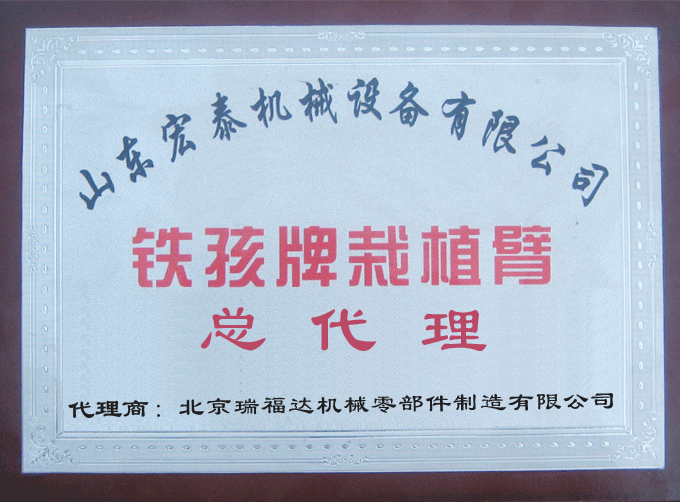 山东宏泰机械设备有限公司
铁孩牌栽植臂
总代理
代理商：北京瑞福达机械零部件制造有限公司